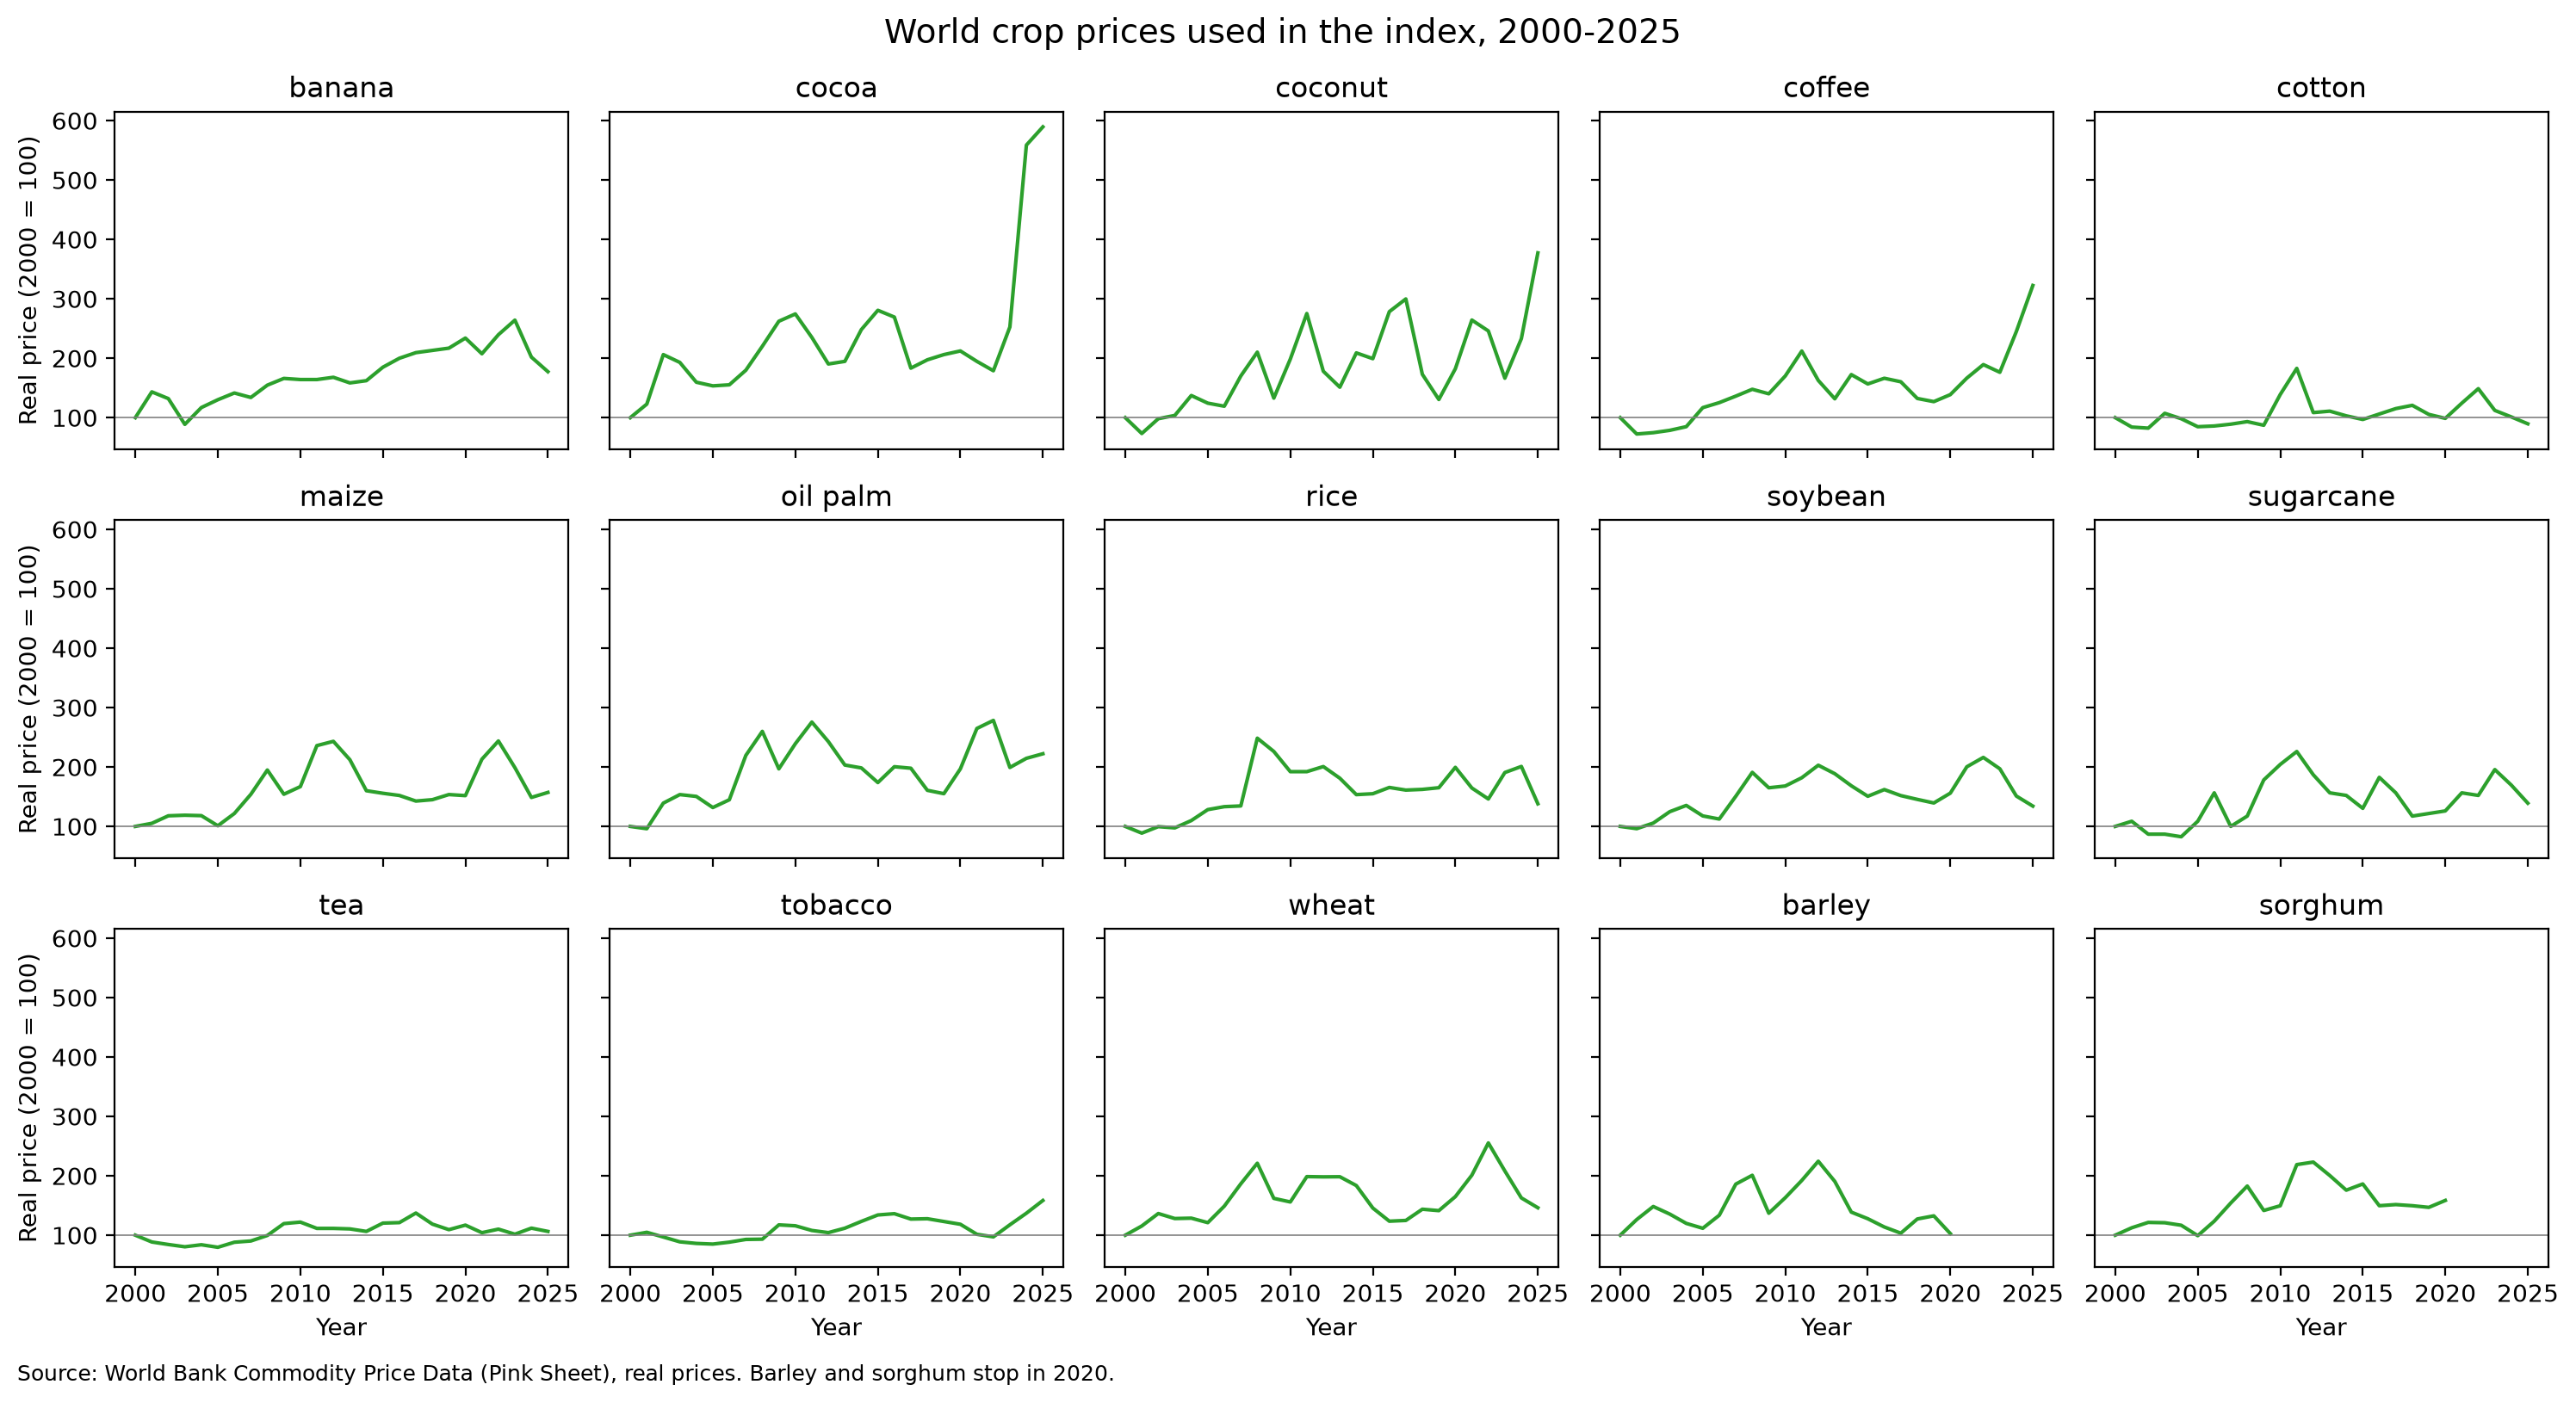 World crop prices used in the index, 2000-2025
banana
cocoa
coconut
coffee
cotton
Real price (2000 = 100)
600
500
400
300
200
100
maize
oil palm
rice
soybean
sugarcane
Real price (2000 = 100)
600
500
400
300
200
100
tea
tobacco
wheat
barley
sorghum
Real price (2000 = 100)
600
500
400
300
200
100
2000 2005 2010 2015 2020 2025
2000 2005 2010 2015 2020 2025
2000 2005 2010 2015 2020 2025
2000 2005 2010 2015 2020 2025
2000 2005 2010 2015 2020 2025
Year
Year
Year
Year
Year
Source: World Bank Commodity Price Data (Pink Sheet), real prices. Barley and sorghum stop in 2020.